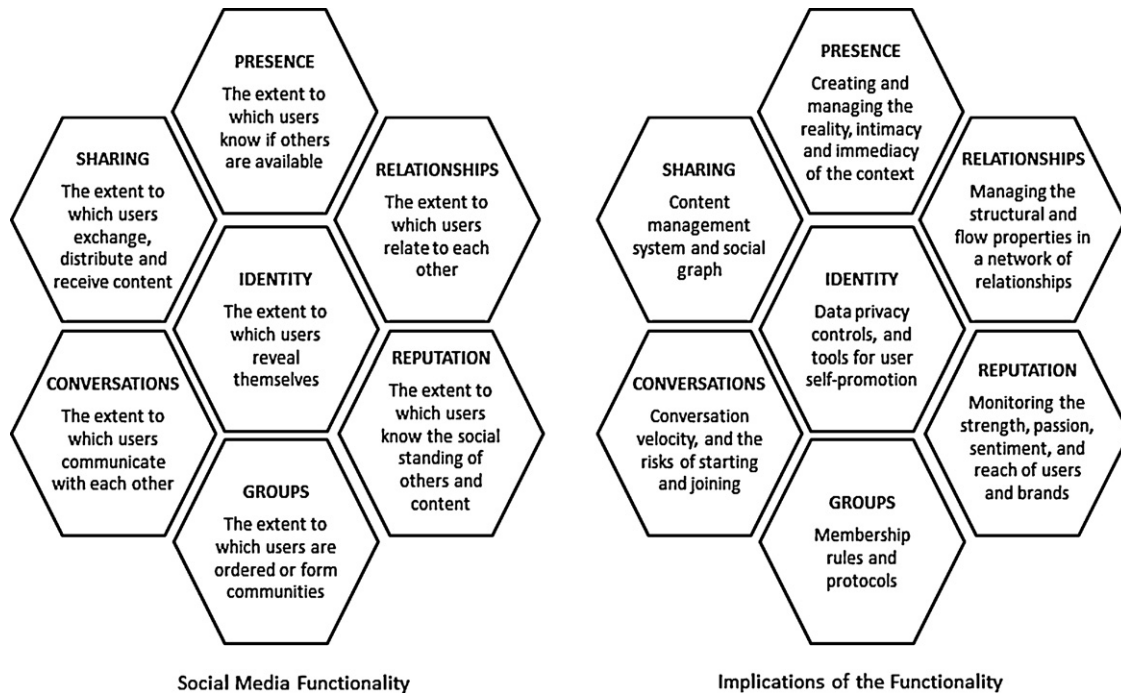 PRESENCE
The extent to
which users
know if others
are available
SHARING
The extent to
which users
exchange,
distribute and
receive content
RELATIONSHIPS
The extent to
which users
relate to each
other
IDENTITY
The extent to
which users
reveal
themselves
CONVERSATIONS
The extent to
which users
communicate
with each other
REPUTATION
The extent to
which users
know the social
standing of
others and
content
GROUPS
The extent to
which users are
ordered or form
communities
Social Media Functionality
PRESENCE
Creating and
managing the
reality, intimacy
and immediacy
of the context
SHARING
Content
management
system and social
graph
RELATIONSHIPS
Managing the
structural and
flow properties in
a network of
relationships
IDENTITY
Data privacy
controls, and
tools for user
self-promotion
CONVERSATIONS
Conversation
velocity, and the
risks of starting
and joining
REPUTATION
Monitoring the
strength, passion,
sentiment, and
reach of users
and brands
GROUPS
Membership
rules and
protocols
Implications of the Functionality